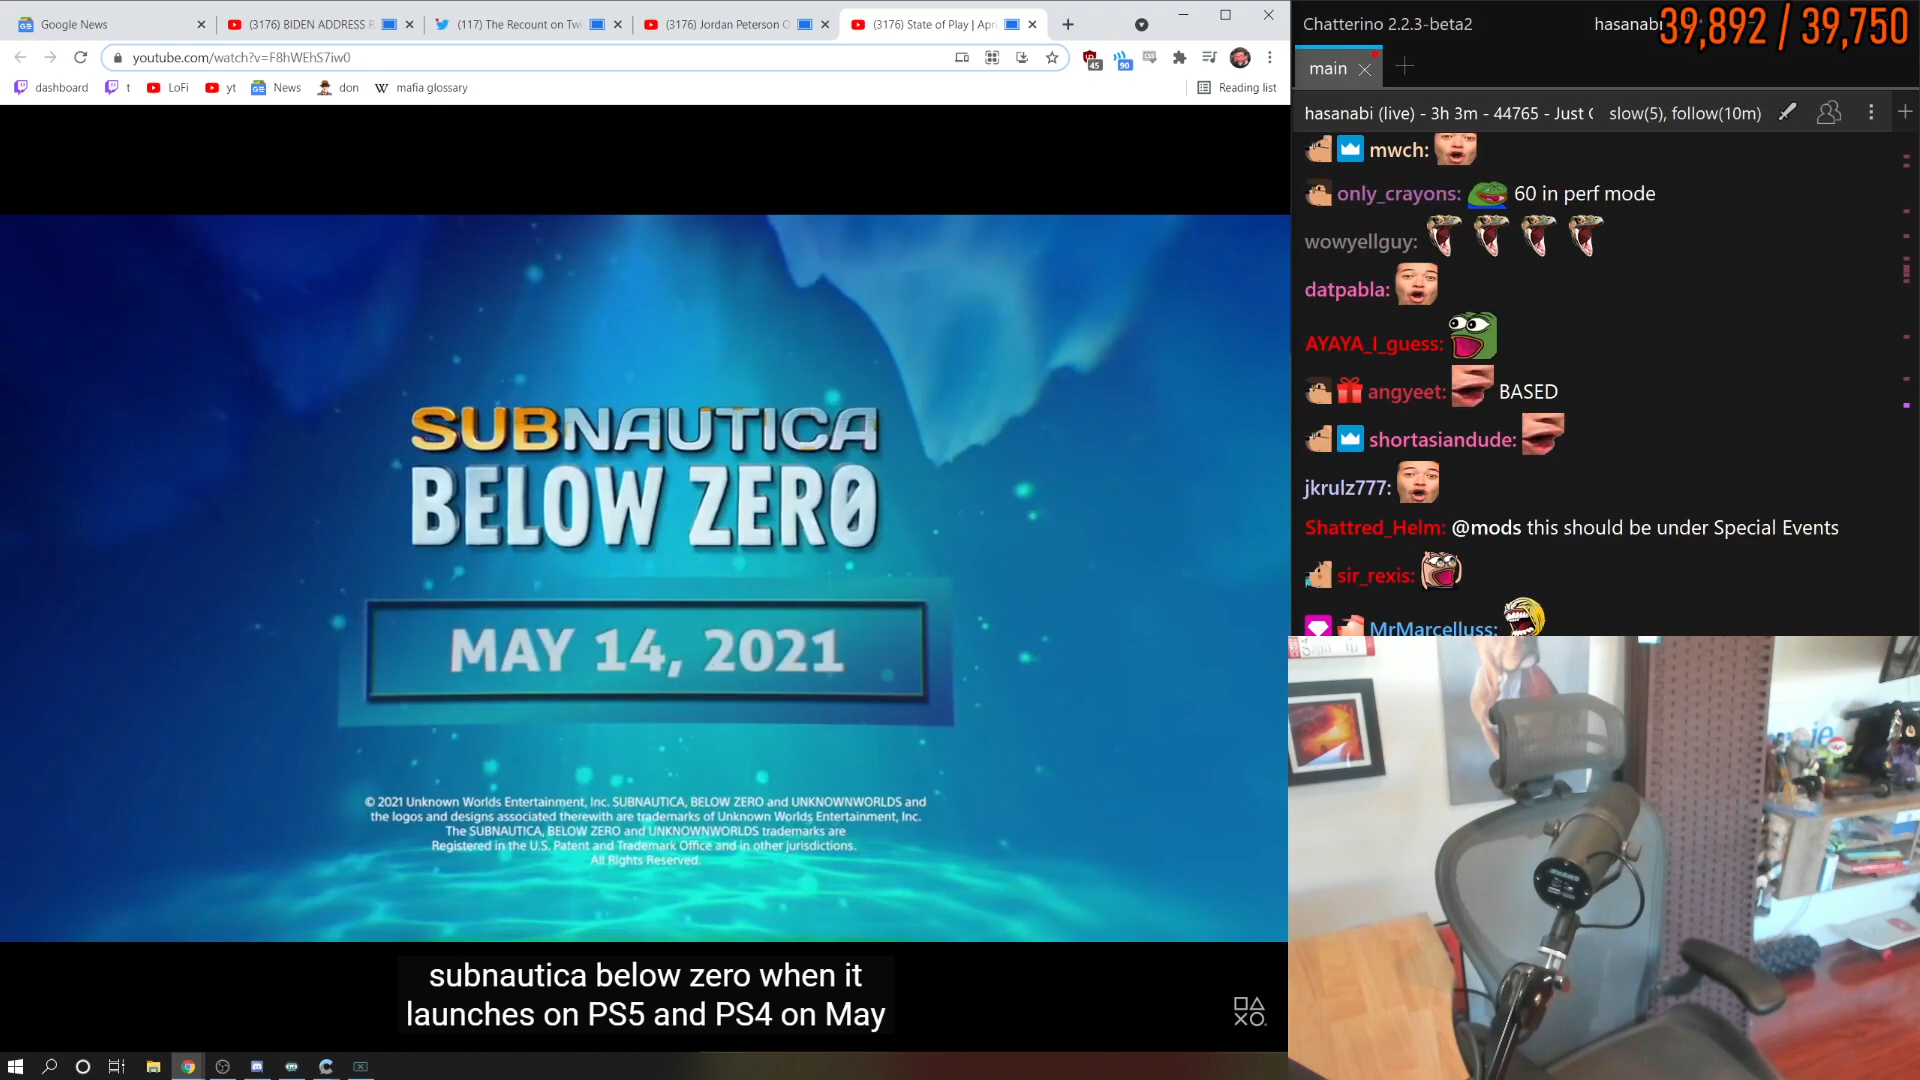 Google News
(3176) BIDEN ADDRESS R
(117) The Recount on Twi
(3176) Jordan Peterson O
(3176) State of Play | Apri
youtube.com/watch?v=F8hWEhS7iw0
45
90
dashboard
t
LoFi
yt
News
don
W
mafia glossary
Reading list
SUBNAUTICA
BELOW ZERO
MAY 14, 2021
© 2021 Unknown Worlds Entertainment, Inc. SUBNAUTICA, BELOW ZERO and UNKNOWNWORLDS and
the logos and designs associated therewith are trademarks of Unknown Worlds Entertainment, Inc.
The SUBNAUTICA, BELOW ZERO and UNKNOWNWORLDS trademarks are
Registered in the U.S. Patent and Trademark Office and in other jurisdictions.
All Rights Reserved.
subnautica below zero when it
launches on PS5 and PS4 on May
Chatterino 2.2.3-beta2
hasanabi
39,892 / 39,750
main
hasanabi (live) - 3h 3m - 44765 - Just C
slow(5), follow(10m)
mwch:
only_crayons: 60 in perf mode
wowyellguy:
datpabla:
AYAYA_I_guess:
angyeet: BASED
shortasiandude:
jkrulz777:
Shattred_Helm: @mods this should be under Special Events
sir_rexis:
MrMarcelluss: